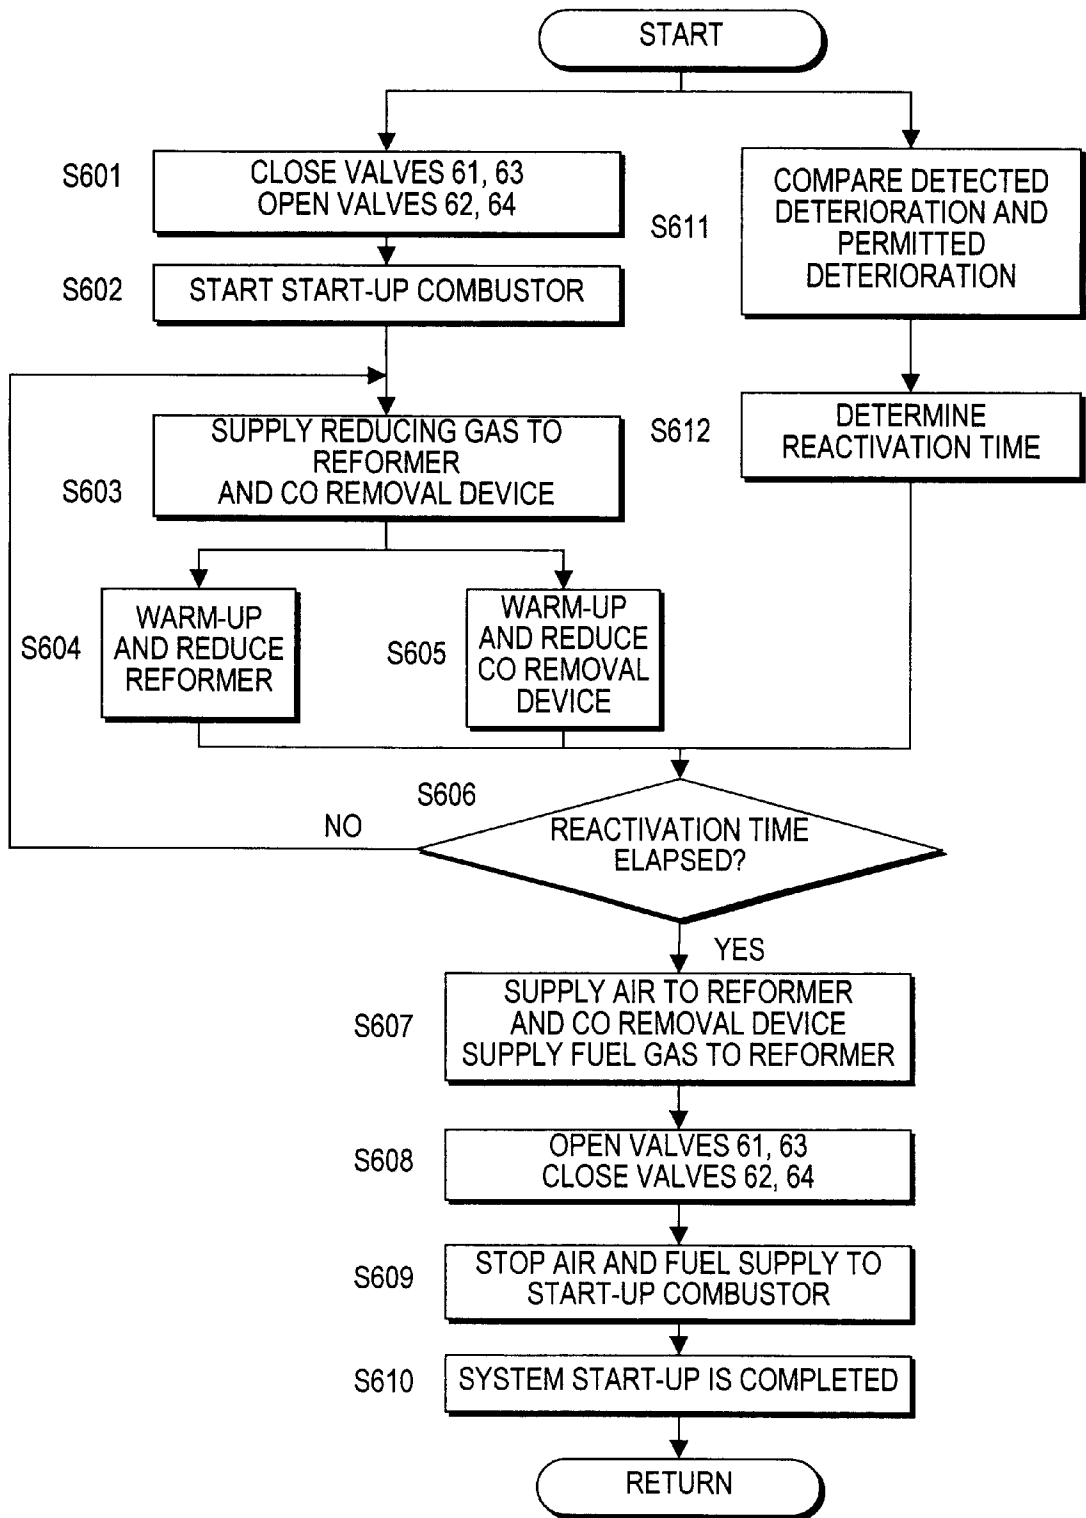 START
S601
CLOSE VALVES 61, 63
OPEN VALVES 62, 64
S602
START START-UP COMBUSTOR
S611
COMPARE DETECTED
DETERIORATION AND
PERMITTED
DETERIORATION
S612
DETERMINE
REACTIVATION TIME
S603
SUPPLY REDUCING GAS TO
REFORMER
AND CO REMOVAL DEVICE
S604
WARM-UP
AND REDUCE
REFORMER
S605
WARM-UP
AND REDUCE
CO REMOVAL
DEVICE
S606
REACTIVATION TIME
ELAPSED?
NO
YES
S607
SUPPLY AIR TO REFORMER
AND CO REMOVAL DEVICE
SUPPLY FUEL GAS TO REFORMER
S608
OPEN VALVES 61, 63
CLOSE VALVES 62, 64
S609
STOP AIR AND FUEL SUPPLY TO
START-UP COMBUSTOR
S610
SYSTEM START-UP IS COMPLETED
RETURN